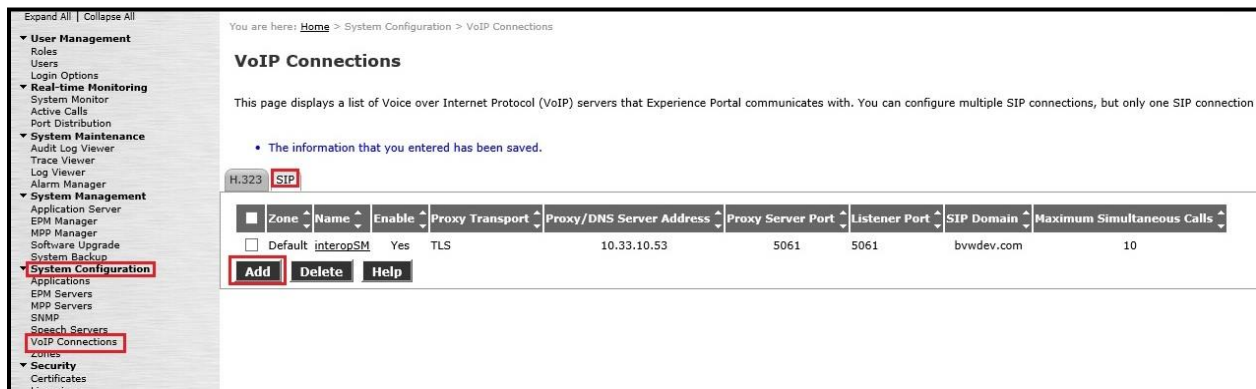 Expand All | Collapse All
▼ User Management
Roles
Users
Login Options
▼ Real-time Monitoring
System Monitor
Active Calls
Port Distribution
▼ System Maintenance
Audit Log Viewer
Trace Viewer
Log Viewer
Alarm Manager
▼ System Management
Application Server
EPM Manager
MPP Manager
Software Upgrade
System Backup
▼ System Configuration
Applications
EPM Servers
MPP Servers
SNMP
Speech Servers
VoIP Connections
Zones
▼ Security
Certificates
You are here: Home > System Configuration > VoIP Connections
VoIP Connections
This page displays a list of Voice over Internet Protocol (VoIP) servers that Experience Portal communicates with. You can configure multiple SIP connections, but only one SIP connection
• The information that you entered has been saved.
H.323 SIP
Zone Name Enable Proxy Transport Proxy/DNS Server Address Proxy Server Port Listener Port SIP Domain Maximum Simultaneous Calls
Default interopSM Yes TLS 10.33.10.53 5061 5061 bvwdev.com 10
Add Delete Help